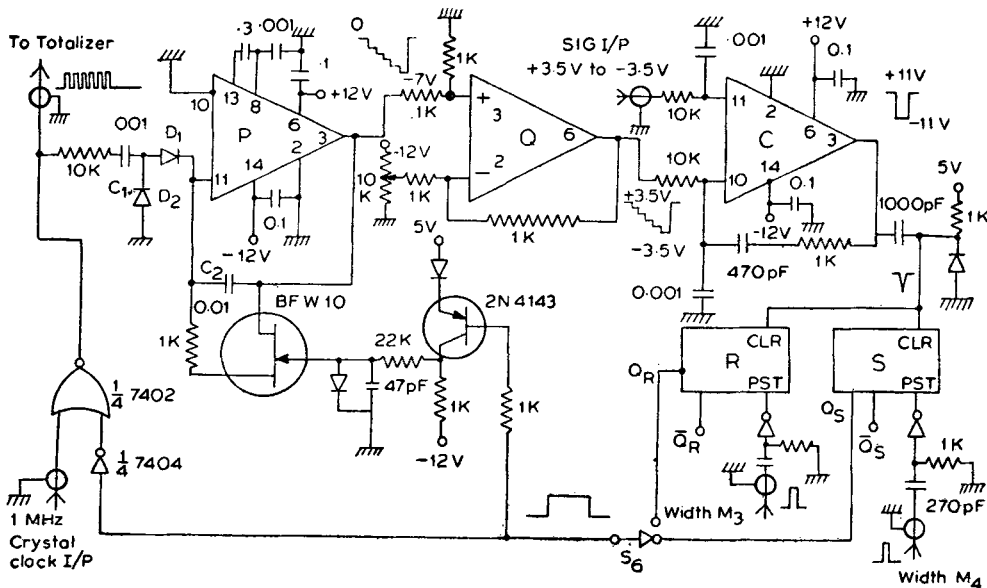 To Totalizer
.3 .001
.1
+12V
10
13
8
P
6
3
11
14
2
0.1
-12V
001
10K
C1
D1
D2
C2
0.01
1K
BFW10
0
-7V
1K
.1K
-12V
10K
1K
+
3
Q
6
-
2
1K
SIG I/P
+3.5V to -3.5V
10K
10K
±3.5V
-3.5V
.001
+12V
0.1
11
2
C
6
3
14
10
0.1
-12V
+11V
-11V
5V
1K
1000pF
470pF
1K
0.001
5V
2N4143
22K
47pF
1K
-12V
1K
1/4 7402
1/4 7404
1 MHz
Crystal
clock I/P
S6
QR
R
CLR
PST
Q̄R
Width M3
QS
S
CLR
PST
Q̄S
1K
270pF
Width M4